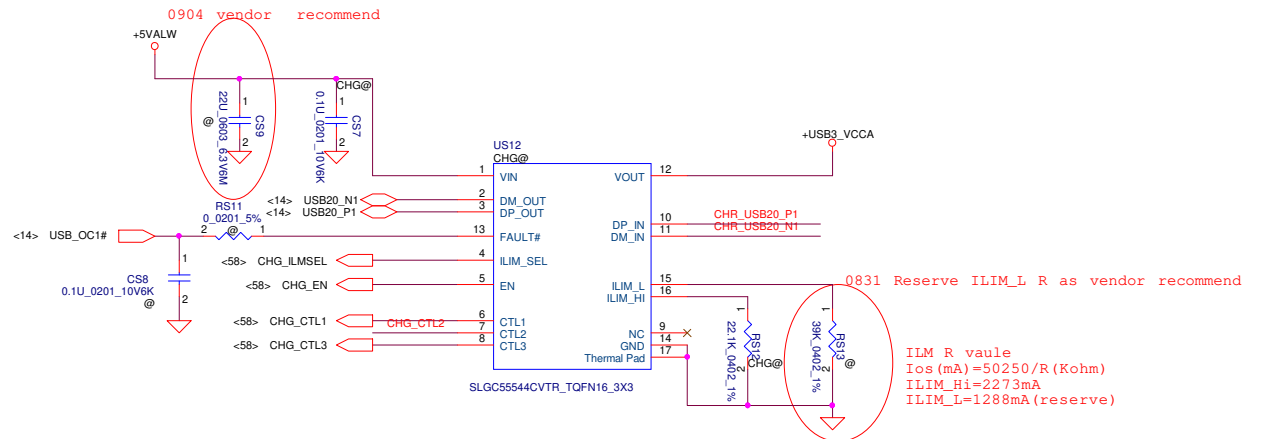 0904 vendor recommend
+5VALW
CHG@
1
2
22U_0603_6.3V6M
@
CS9
1
2
0.1U_0201_10V6K
CS7
US12
CHG@
+USB3_VCCA
1 VIN
VOUT 12
<14> USB20_N1 2 DM_OUT
<14> USB20_P1 3 DP_OUT
RS11
0_0201_5%
@
<14> USB_OC1# 2 1 13 FAULT#
DP_IN 10 CHR_USB20_P1
DM_IN 11 CHR_USB20_N1
<58> CHG_ILMSEL 4 ILIM_SEL
CS8
0.1U_0201_10V6K
@
1
2
<58> CHG_EN 5 EN
ILIM_L 15
ILIM_HI 16
0831 Reserve ILIM_L R as vendor recommend
<58> CHG_CTL1 6 CTL1
CHG_CTL2 7 CTL2
<58> CHG_CTL3 8 CTL3
NC 9
GND 14
Thermal Pad 17
1
2
22.1K_0402_1%
CHG@
1
2
39K_0402_1%
RS13
@
SLGC55544CVTR_TQFN16_3X3
ILM R vaule
Ios(mA)=50250/R(Kohm)
ILIM_Hi=2273mA
ILIM_L=1288mA(reserve)